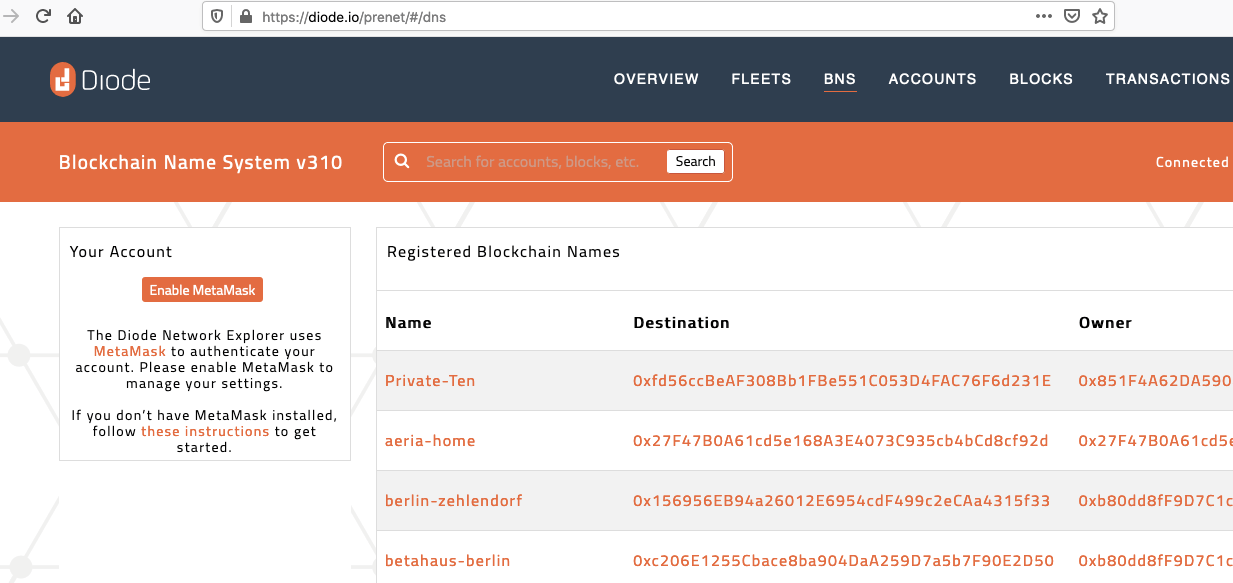 https://diode.io/prenet/#/dns
Diode
OVERVIEW FLEETS BNS ACCOUNTS BLOCKS TRANSACTIONS
Blockchain Name System v310
Search for accounts, blocks, etc.
Search
Connected
Your Account
Enable MetaMask
The Diode Network Explorer uses
MetaMask to authenticate your
account. Please enable MetaMask to
manage your settings.
If you don't have MetaMask installed,
follow these instructions to get
started.
Registered Blockchain Names
Name Destination Owner
Private-Ten 0xfd56ccBeAF308Bb1FBe551C053D4FAC76F6d231E 0x851F4A62DA590
aeria-home 0x27F47B0A61cd5e168A3E4073C935cb4bCd8cf92d 0x27F47B0A61cd5e
berlin-zehlendorf 0x156956EB94a26012E6954cdF499c2eCAa4315f33 0xb80dd8fF9D7C1c
betahaus-berlin 0xc206E1255Cbace8ba904DaA259D7a5b7F90E2D50 0xb80dd8fF9D7C1c